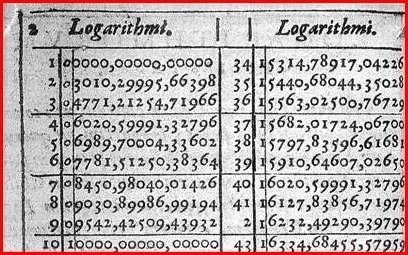 2 Logarithmi. Logarithmi.
1 00000,00000,00000 34 15314,78917,04226
2 03010,29995,66398 35 15440,68044,35028
3 04771,21254,71966 36 15563,02500,76729
4 06020,59991,32796 37 15682,01724,06700
5 06989,70004,33602 38 15797,83596,6168
6 07781,51250,38364 39 15910,64607,02650
7 08450,98040,01426 40 16020,59991,32796
8 09030,89986,99194 41 16127,83856,71974
9 09542,42509,43932 2 16232,49290,39790
10 10000,00000,00000 43 16334,68455,57959